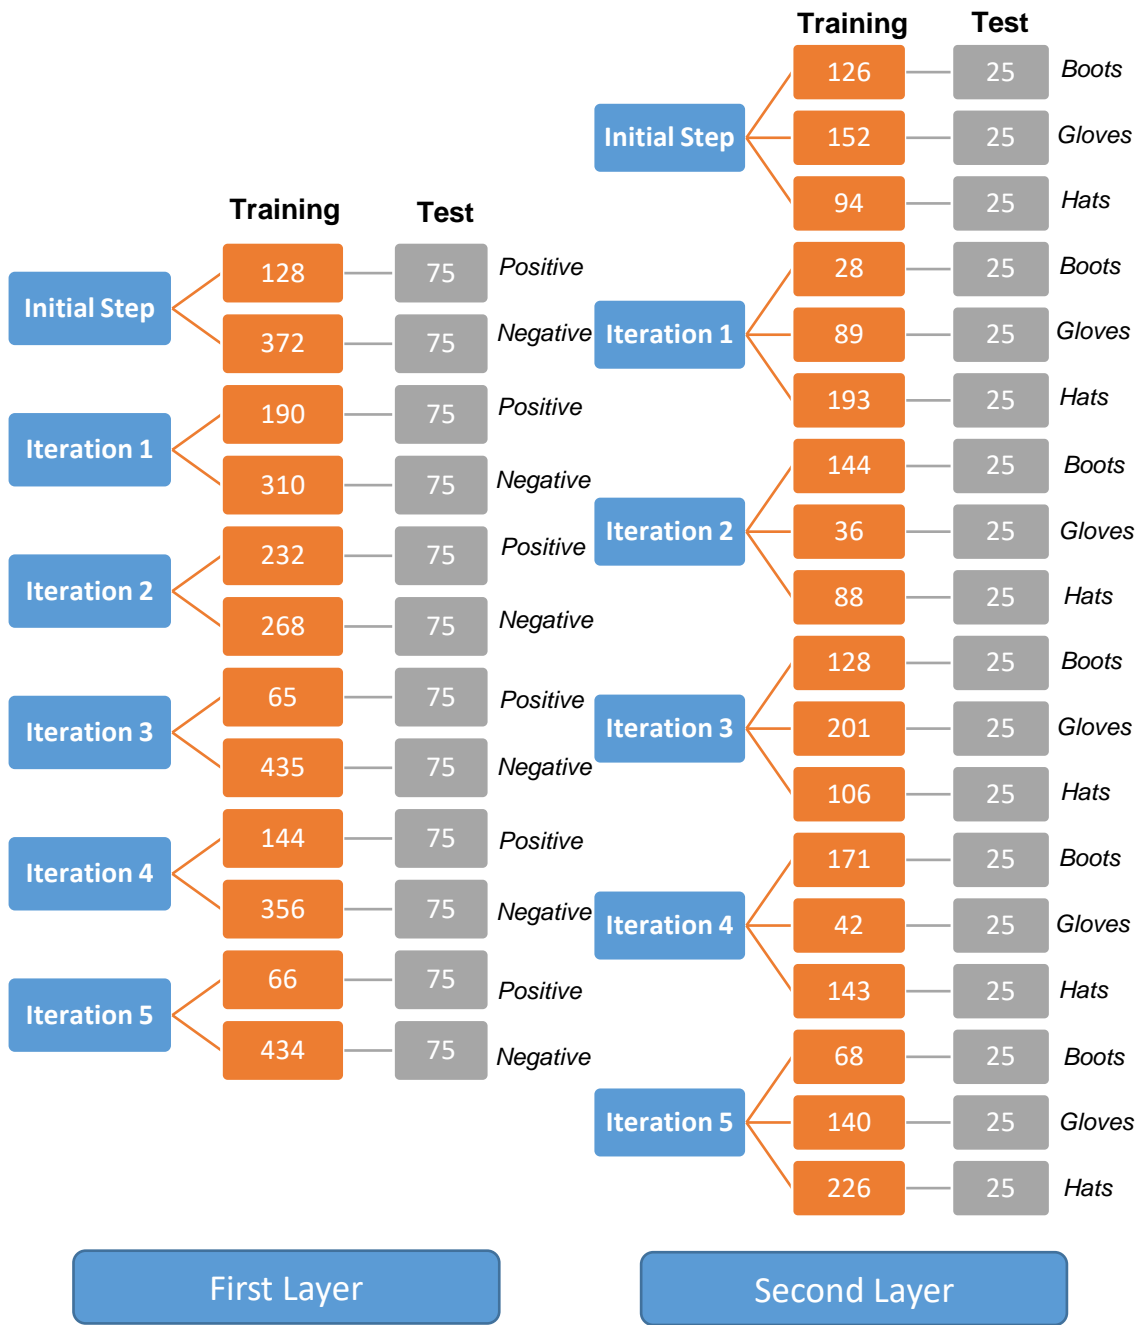 Training Test
Initial Step
128 75 Positive
372 75 Negative
Iteration 1
190 75 Positive
310 75 Negative
Iteration 2
232 75 Positive
268 75 Negative
Iteration 3
65 75 Positive
435 75 Negative
Iteration 4
144 75 Positive
356 75 Negative
Iteration 5
66 75 Positive
434 75 Negative
First Layer
Training Test
Initial Step
126 25 Boots
152 25 Gloves
94 25 Hats
Iteration 1
28 25 Boots
89 25 Gloves
193 25 Hats
Iteration 2
144 25 Boots
36 25 Gloves
88 25 Hats
Iteration 3
128 25 Boots
201 25 Gloves
106 25 Hats
Iteration 4
171 25 Boots
42 25 Gloves
143 25 Hats
Iteration 5
68 25 Boots
140 25 Gloves
226 25 Hats
Second Layer